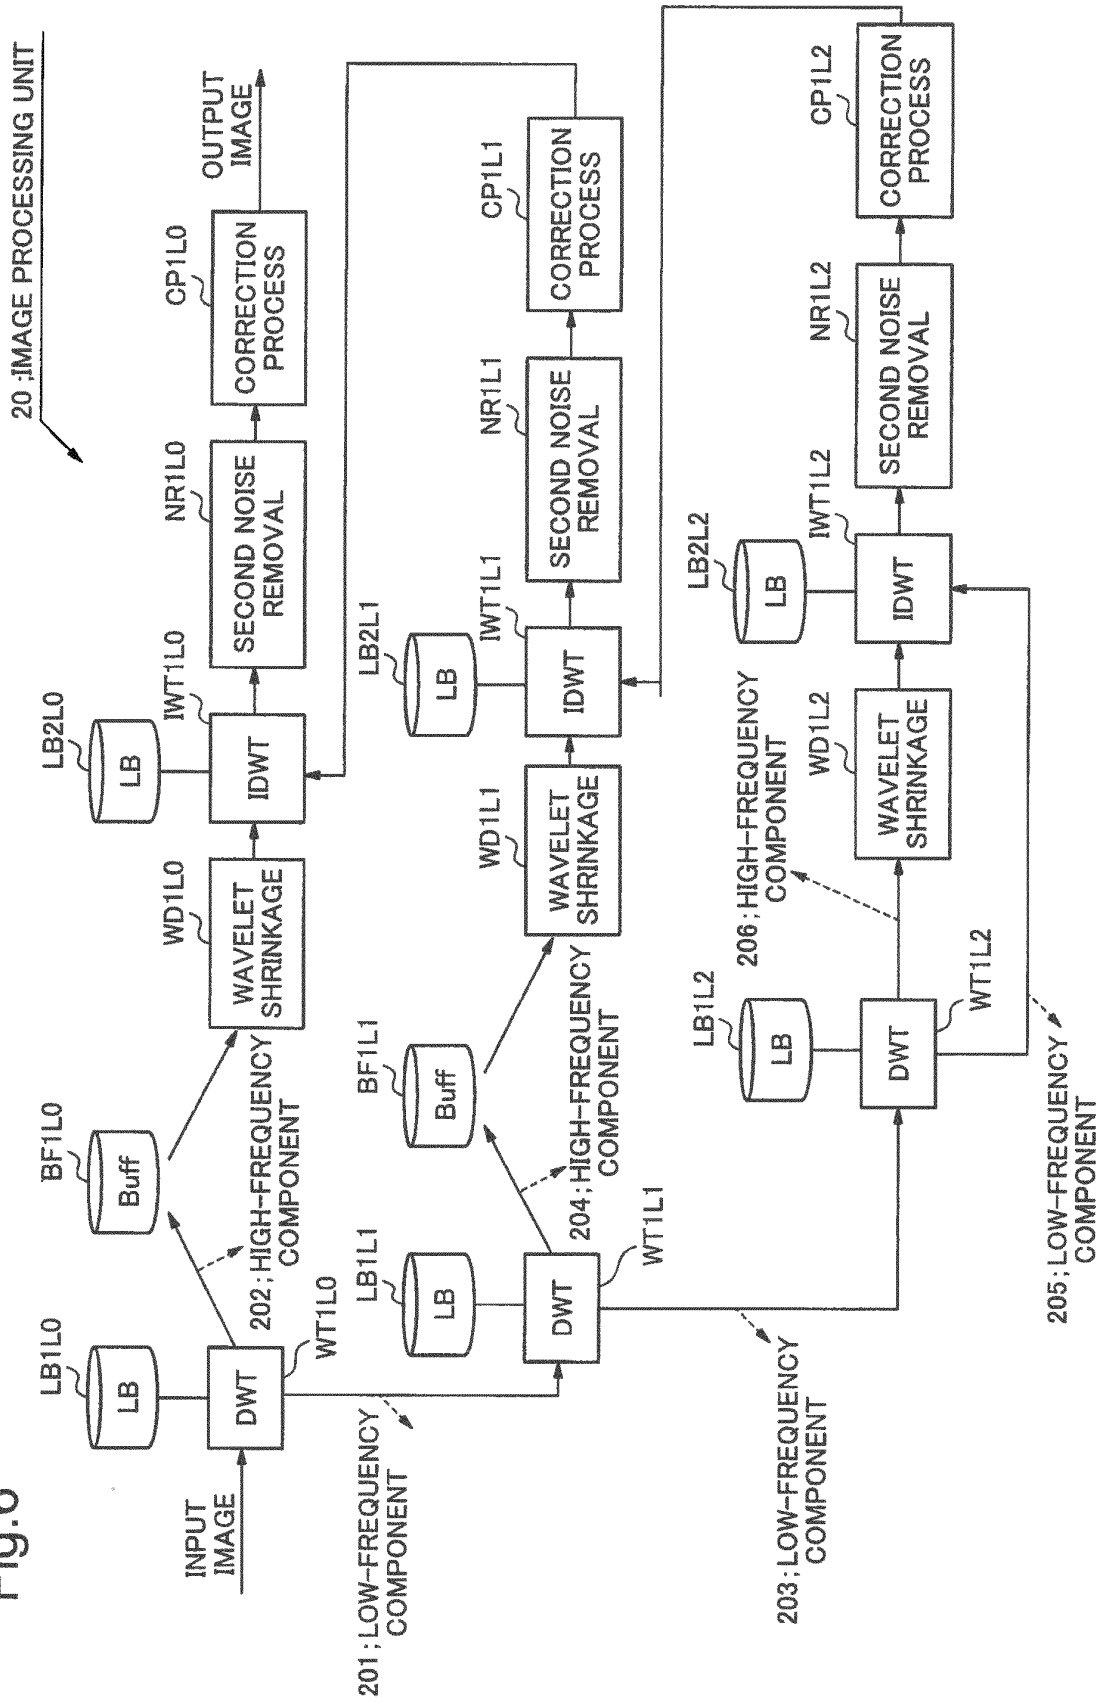 Fig.6
20 ;IMAGE PROCESSING UNIT
INPUT
IMAGE
LB1L0
LB
DWT
WT1L0
BF1L0
Buff
202;HIGH-FREQUENCY
COMPONENT
WD1L0
WAVELET
SHRINKAGE
LB2L0
LB
IWT1L0
IDWT
NR1L0
SECOND NOISE
REMOVAL
CP1L0
CORRECTION
PROCESS
OUTPUT
IMAGE
201;LOW-FREQUENCY
COMPONENT
LB1L1
LB
DWT
WT1L1
BF1L1
Buff
204;HIGH-FREQUENCY
COMPONENT
WD1L1
WAVELET
SHRINKAGE
LB2L1
LB
IWT1L1
IDWT
NR1L1
SECOND NOISE
REMOVAL
CP1L1
CORRECTION
PROCESS
203;LOW-FREQUENCY
COMPONENT
LB1L2
LB
DWT
WT1L2
206;HIGH-FREQUENCY
COMPONENT
WD1L2
WAVELET
SHRINKAGE
LB2L2
LB
IWT1L2
IDWT
NR1L2
SECOND NOISE
REMOVAL
CP1L2
CORRECTION
PROCESS
205;LOW-FREQUENCY
COMPONENT